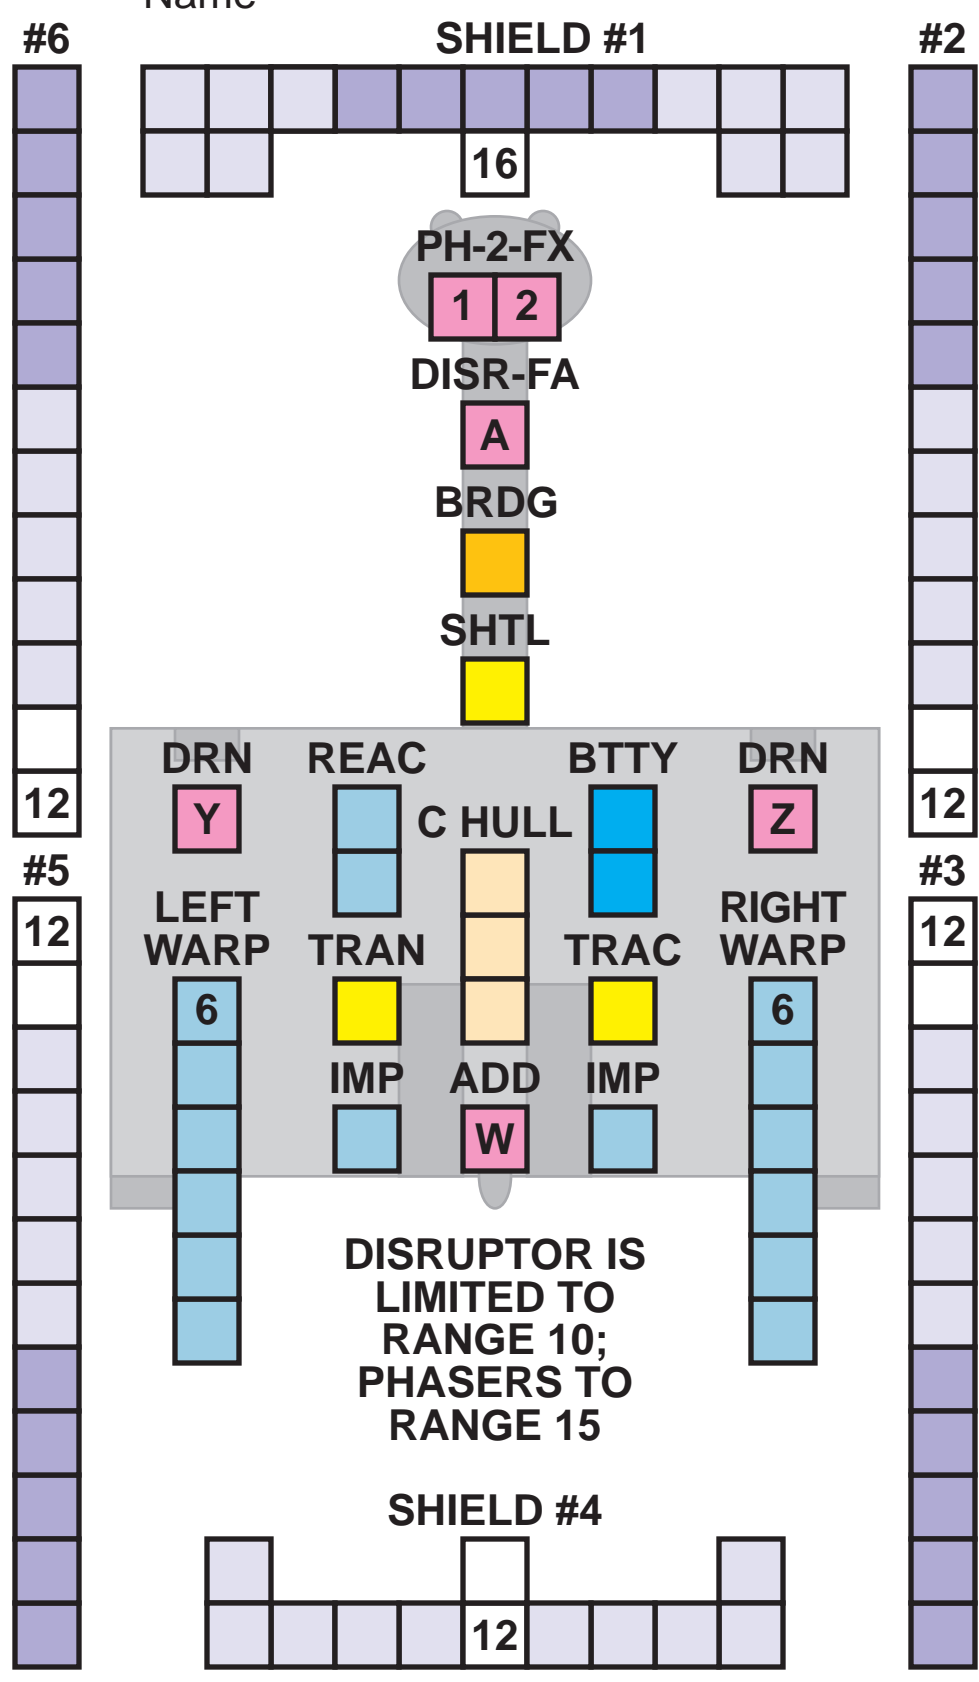 Name
#6 SHIELD #1 #2
16
PH-2-FX
1 2
DISR-FA
A
BRDG
SHTL
DRN REAC BTTY DRN
12 Y C HULL Z 12
#5 #3
LEFT RIGHT
12 WARP TRAN TRAC WARP 12
6 6
IMP ADD IMP
W
DISRUPTOR IS
LIMITED TO
RANGE 10;
PHASERS TO
RANGE 15
SHIELD #4
12